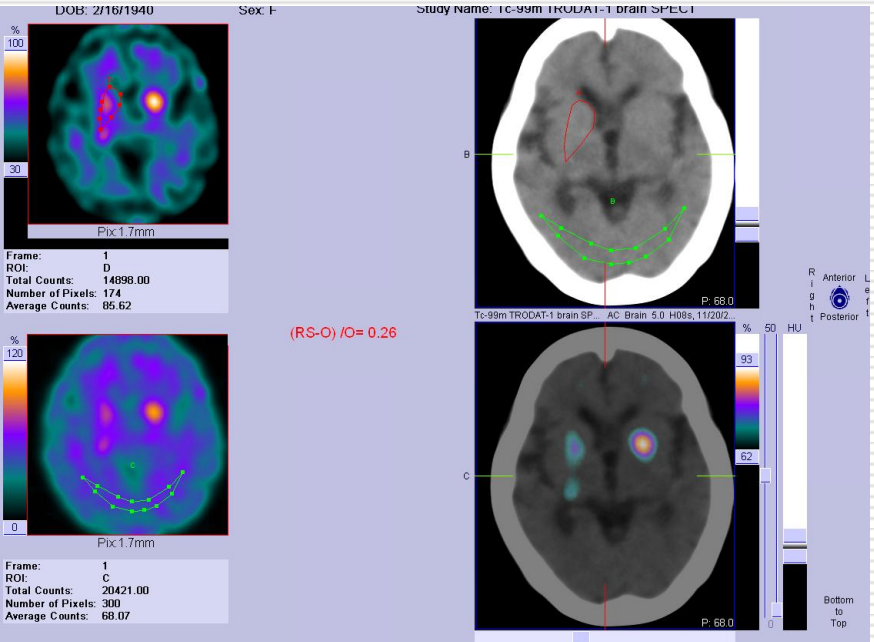 DOB: 2/16/1940
Sex: F
Study Name: Tc-99m TRODAT-1 brain SPECT
%
100
30
Pix:1.7mm
Frame: 1
ROI: D
Total Counts: 14898.00
Number of Pixels: 174
Average Counts: 85.62
%
120
0
C
Pix:1.7mm
Frame: 1
ROI: C
Total Counts: 20421.00
Number of Pixels: 300
Average Counts: 68.07
(RS-O) /O= 0.26
B
B
P: 68.0
Right
Anterior
Left
Posterior
Tc-99m TRODAT-1 brain SP... AC Brain 5.0 H08s, 11/20/2...
% 50 HU
93
62
C
0
P: 68.0
Bottom
to
Top